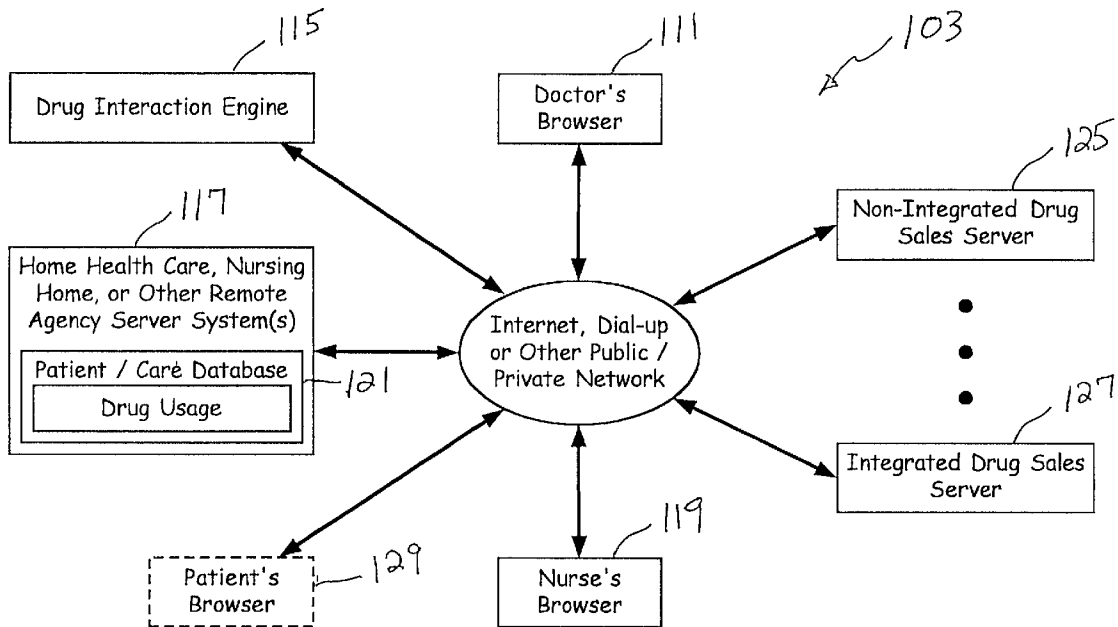 115
111
103
Drug Interaction Engine
Doctor's
Browser
125
117
Non-Integrated Drug
Sales Server
Home Health Care, Nursing
Home, or Other Remote
Agency Server System(s)
Internet, Dial-up
or Other Public /
Private Network
Patient / Care Database
121
Drug Usage
127
Integrated Drug Sales
Server
119
129
Patient's
Browser
Nurse's
Browser